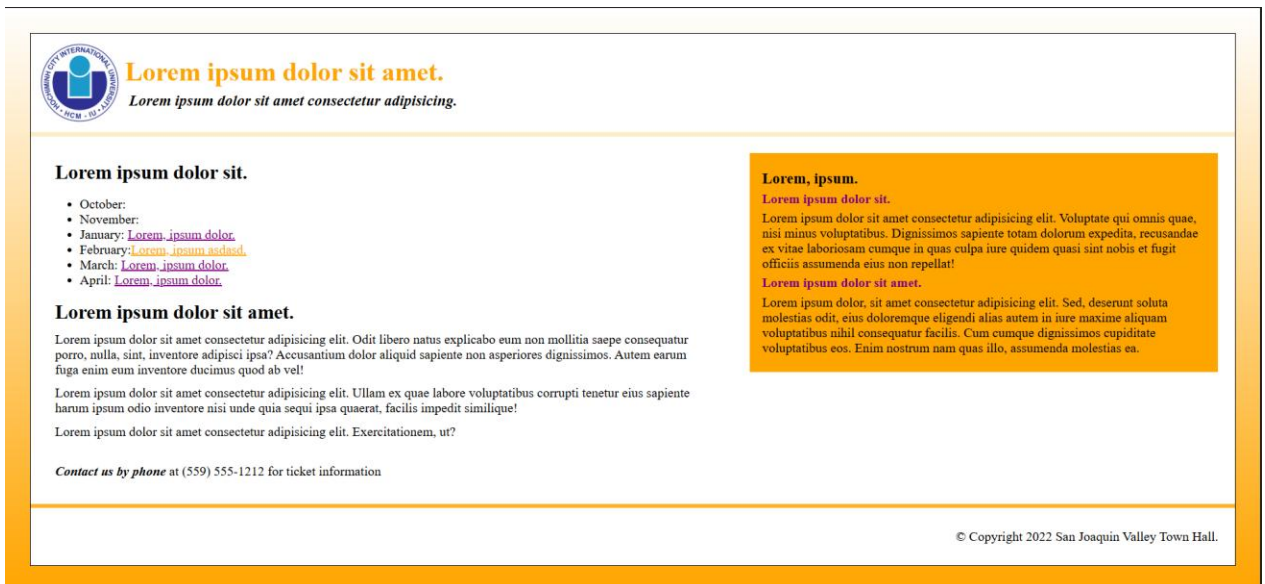 HOCHIMINH CITY INTERNATIONAL UNIVERSITY
HCM - IU
Lorem ipsum dolor sit amet.
Lorem ipsum dolor sit amet consectetur adipisicing.
Lorem ipsum dolor sit.
• October:
• November:
• January: Lorem, ipsum dolor.
• February:Lorem, ipsum asdasd.
• March: Lorem, ipsum dolor.
• April: Lorem, ipsum dolor.
Lorem ipsum dolor sit amet.
Lorem ipsum dolor sit amet consectetur adipisicing elit. Odit libero natus explicabo eum non mollitia saepe consequatur
porro, nulla, sint, inventore adipisci ipsa? Accusantium dolor aliquid sapiente non asperiores dignissimos. Autem earum
fuga enim eum inventore ducimus quod ab vel!
Lorem ipsum dolor sit amet consectetur adipisicing elit. Ullam ex quae labore voluptatibus corrupti tenetur eius sapiente
harum ipsum odio inventore nisi unde quia sequi ipsa quaerat, facilis impedit similique!
Lorem ipsum dolor sit amet consectetur adipisicing elit. Exercitationem, ut?
Contact us by phone at (559) 555-1212 for ticket information
Lorem, ipsum.
Lorem ipsum dolor sit.
Lorem ipsum dolor sit amet consectetur adipisicing elit. Voluptate qui omnis quae,
nisi minus voluptatibus. Dignissimos sapiente totam dolorum expedita, recusandae
ex vitae laboriosam cumque in quas culpa iure quidem quasi sint nobis et fugit
officiis assumenda eius non repellat!
Lorem ipsum dolor sit amet.
Lorem ipsum dolor, sit amet consectetur adipisicing elit. Sed, deserunt soluta
molestias odit, eius doloremque eligendi alias autem in iure maxime aliquam
voluptatibus nihil consequatur facilis. Cum cumque dignissimos cupiditate
voluptatibus eos. Enim nostrum nam quas illo, assumenda molestias ea.
© Copyright 2022 San Joaquin Valley Town Hall.